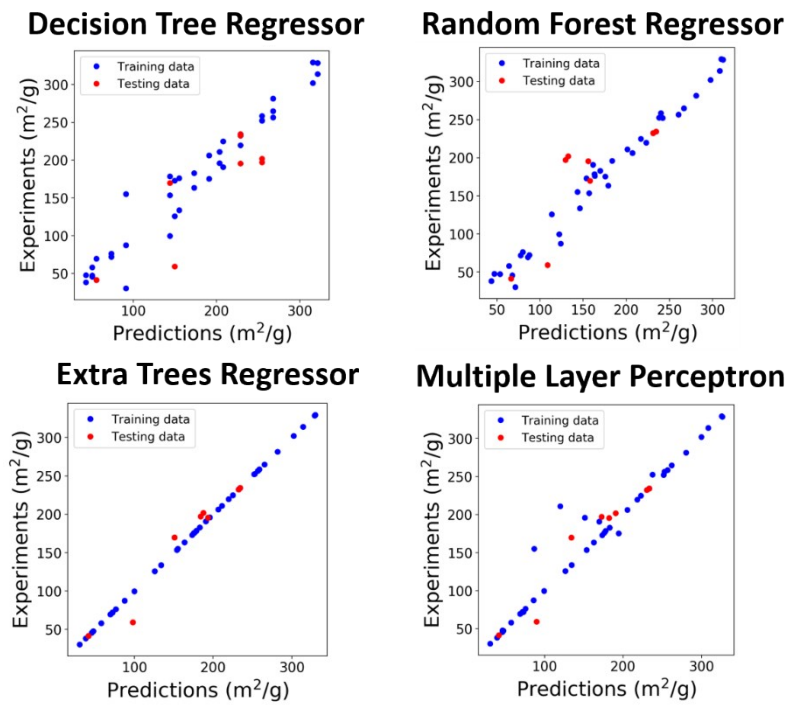 Decision Tree Regressor
Training data
Testing data
300
250
200
150
100
50
Experiments (m²/g)
100
200
300
Predictions (m²/g)
Random Forest Regressor
Training data
Testing data
300
250
200
150
100
50
Experiments (m²/g)
50
100
150
200
250
300
Predictions (m²/g)
Extra Trees Regressor
Training data
Testing data
300
250
200
150
100
50
Experiments (m²/g)
100
200
300
Predictions (m²/g)
Multiple Layer Perceptron
Training data
Testing data
300
250
200
150
100
50
Experiments (m²/g)
100
200
300
Predictions (m²/g)